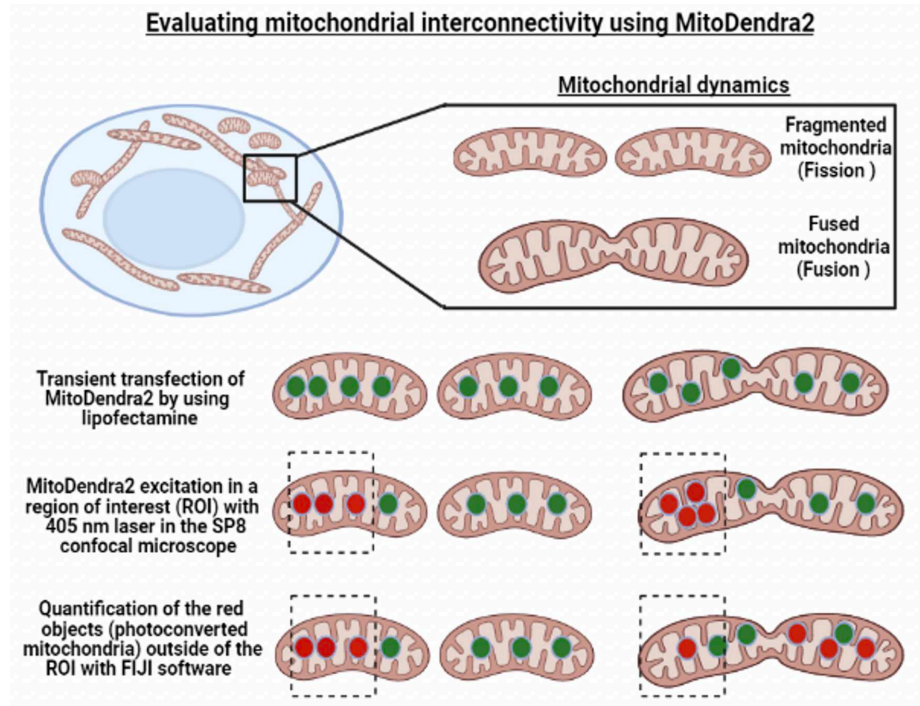 Evaluating mitochondrial interconnectivity using MitoDendra2
Mitochondrial dynamics
Fragmented
mitochondria
(Fission )
Fused
mitochondria
(Fusion )
Transient transfection of
MitoDendra2 by using
lipofectamine
MitoDendra2 excitation in a
region of interest (ROI) with
405 nm laser in the SP8
confocal microscope
Quantification of the red
objects (photoconverted
mitochondria) outside of the
ROI with FIJI software